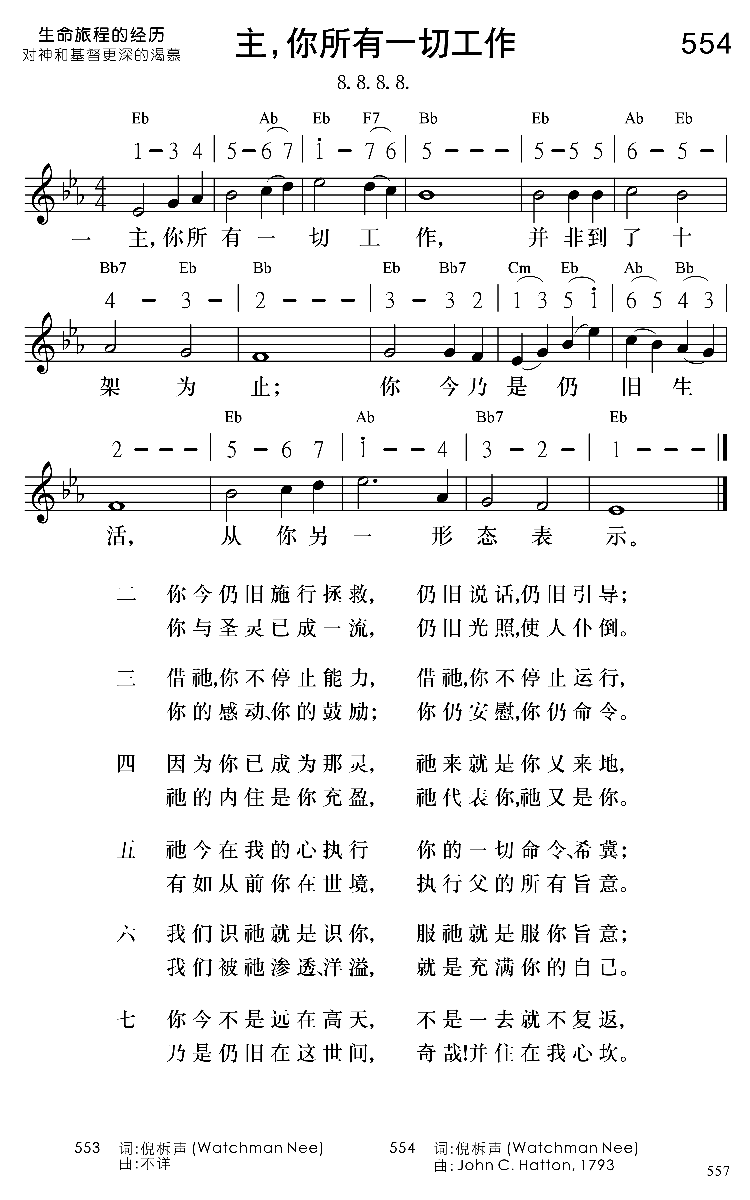 生命旅程的经历
对神和基督更深的渴慕
主，你所有一切工作
554
8. 8. 8. 8.
Eb Ab Eb F7 Bb Eb Ab Eb
1 – 3 4 | 5 – 6 7 | i – 7 6 | 5 – – – | 5 – 5 5 | 6 – 5 – |
一 主，你所有一切工作， 并非到了十
Bb7 Eb Bb Eb Bb7 Cm Eb Ab Bb
4 – 3 – | 2 – – – | 3 – 3 2 | 1 3 5 i | 6 5 4 3 |
架为止； 你今乃是仍旧生
Eb Ab Bb7 Eb
2 – – – | 5 – 6 7 | i – – 4 | 3 – 2 – | 1 – – – ‖
活， 从你另一形态表示。
二 你今仍旧施行拯救， 仍旧说话，仍旧引导；
你与圣灵已成一流， 仍旧光照，使人仆倒。
三 借祂，你不停止能力， 借祂，你不停止运行，
你的感动、你的鼓励； 你仍安慰，你仍命令。
四 因为你已成为那灵， 祂来就是你又来地，
祂的内住是你充盈， 祂代表你，祂又是你。
五 祂今在我的心执行 你的一切命令、希冀；
有如从前你在世境， 执行父的所有旨意。
六 我们识祂就是识你， 服祂就是服你旨意；
我们被祂渗透、洋溢， 就是充满你的自己。
七 你今不是远在高天， 不是一去就不复返，
乃是仍旧在这世间， 奇哉！并住在我心坎。
553 词：倪柝声 (Watchman Nee) 554 词：倪柝声 (Watchman Nee)
曲：不详 曲：John C. Hatton, 1793
557